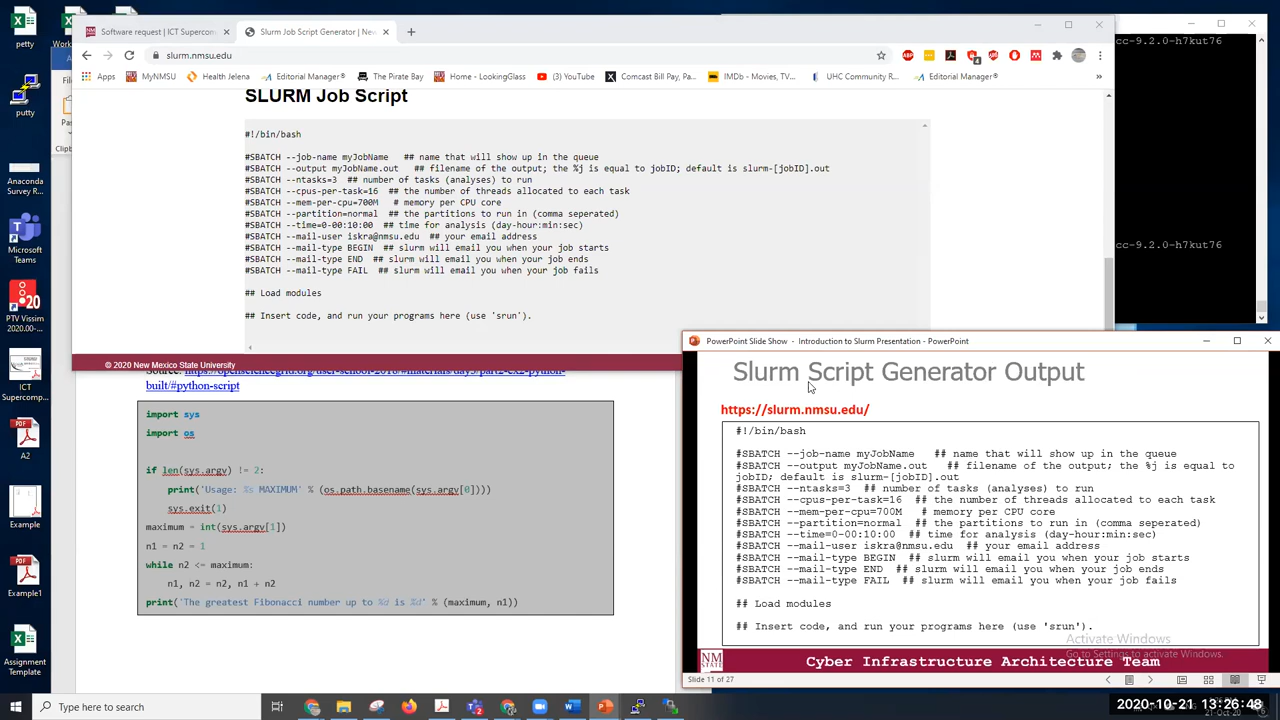 petty
putty
Anaconda
Survey R...
Microsoft
Teams
PTV Vissim
2020.00-...
ICT
Supercomp...
A2
Example
Example1
Assignment
Template
Software request | ICT Supercom
Slurm Job Script Generator | Nev
slurm.nmsu.edu
Apps
MyNMSU
Health Jelena
Editorial Manager®
The Pirate Bay
Home - LookingGlass
(3) YouTube
Comcast Bill Pay, Pa...
IMDb - Movies, TV...
UHC Community R...
Editorial Manager®
»
SLURM Job Script
#!/bin/bash
#SBATCH --job-name myJobName ## name that will show up in the queue
#SBATCH --output myJobName.out ## filename of the output; the %j is equal to jobID; default is slurm-[jobID].out
#SBATCH --ntasks=3 ## number of tasks (analyses) to run
#SBATCH --cpus-per-task=16 ## the number of threads allocated to each task
#SBATCH --mem-per-cpu=700M # memory per CPU core
#SBATCH --partition=normal ## the partitions to run in (comma seperated)
#SBATCH --time=0-00:10:00 ## time for analysis (day-hour:min:sec)
#SBATCH --mail-user iskra@nmsu.edu ## your email address
#SBATCH --mail-type BEGIN ## slurm will email you when your job starts
#SBATCH --mail-type END ## slurm will email you when your job ends
#SBATCH --mail-type FAIL ## slurm will email you when your job fails
## Load modules
## Insert code, and run your programs here (use 'srun').
© 2020 New Mexico State University
cc-9.2.0-h7kut76
cc-9.2.0-h7kut76
built/#python-script
import sys
import os
if len(sys.argv) != 2:
print('Usage: %s MAXIMUM' % (os.path.basename(sys.argv[0])))
sys.exit(1)
maximum = int(sys.argv[1])
n1 = n2 = 1
while n2 <= maximum:
n1, n2 = n2, n1 + n2
print('The greatest Fibonacci number up to %d is %d' % (maximum, n1))
PowerPoint Slide Show - Introduction to Slurm Presentation - PowerPoint
Slurm Script Generator Output
https://slurm.nmsu.edu/
#!/bin/bash
#SBATCH --job-name myJobName ## name that will show up in the queue
#SBATCH --output myJobName.out ## filename of the output; the %j is equal to
jobID; default is slurm-[jobID].out
#SBATCH --ntasks=3 ## number of tasks (analyses) to run
#SBATCH --cpus-per-task=16 ## the number of threads allocated to each task
#SBATCH --mem-per-cpu=700M # memory per CPU core
#SBATCH --partition=normal ## the partitions to run in (comma seperated)
#SBATCH --time=0-00:10:00 ## time for analysis (day-hour:min:sec)
#SBATCH --mail-user iskra@nmsu.edu ## your email address
#SBATCH --mail-type BEGIN ## slurm will email you when your job starts
#SBATCH --mail-type END ## slurm will email you when your job ends
#SBATCH --mail-type FAIL ## slurm will email you when your job fails
## Load modules
## Insert code, and run your programs here (use 'srun').
Activate Windows
Go to Settings to activate Windows.
NM
STATE
Cyber Infrastructure Architecture Team
Slide 11 of 27
Type here to search
2020-10-21 13:26:48